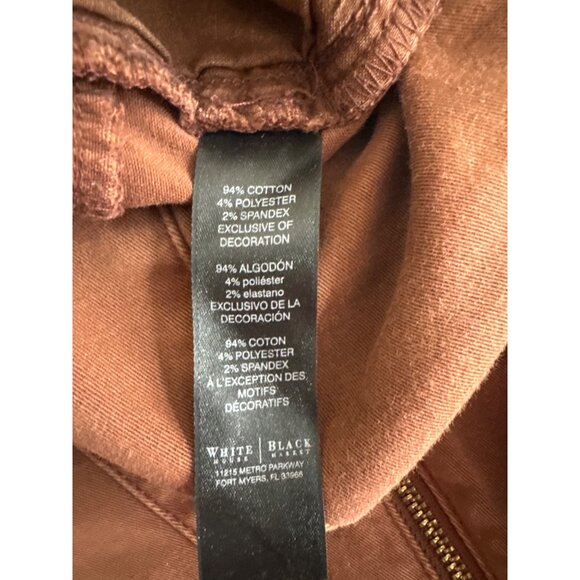 94% COTTON
4% POLYESTER
2% SPANDEX
EXCLUSIVE OF
DECORATION
94% ALGODÓN
4% poliéster
2% elastano
EXCLUSIVO DE LA
DECORACIÓN
94% COTON
4% POLYESTER
2% SPANDEX
À L'EXCEPTION DES
MOTIFS
DÉCORATIFS
WHITE | BLACK
HOUSE | MARKET
11215 METRO PARKWAY
FORT MYERS, FL 33966